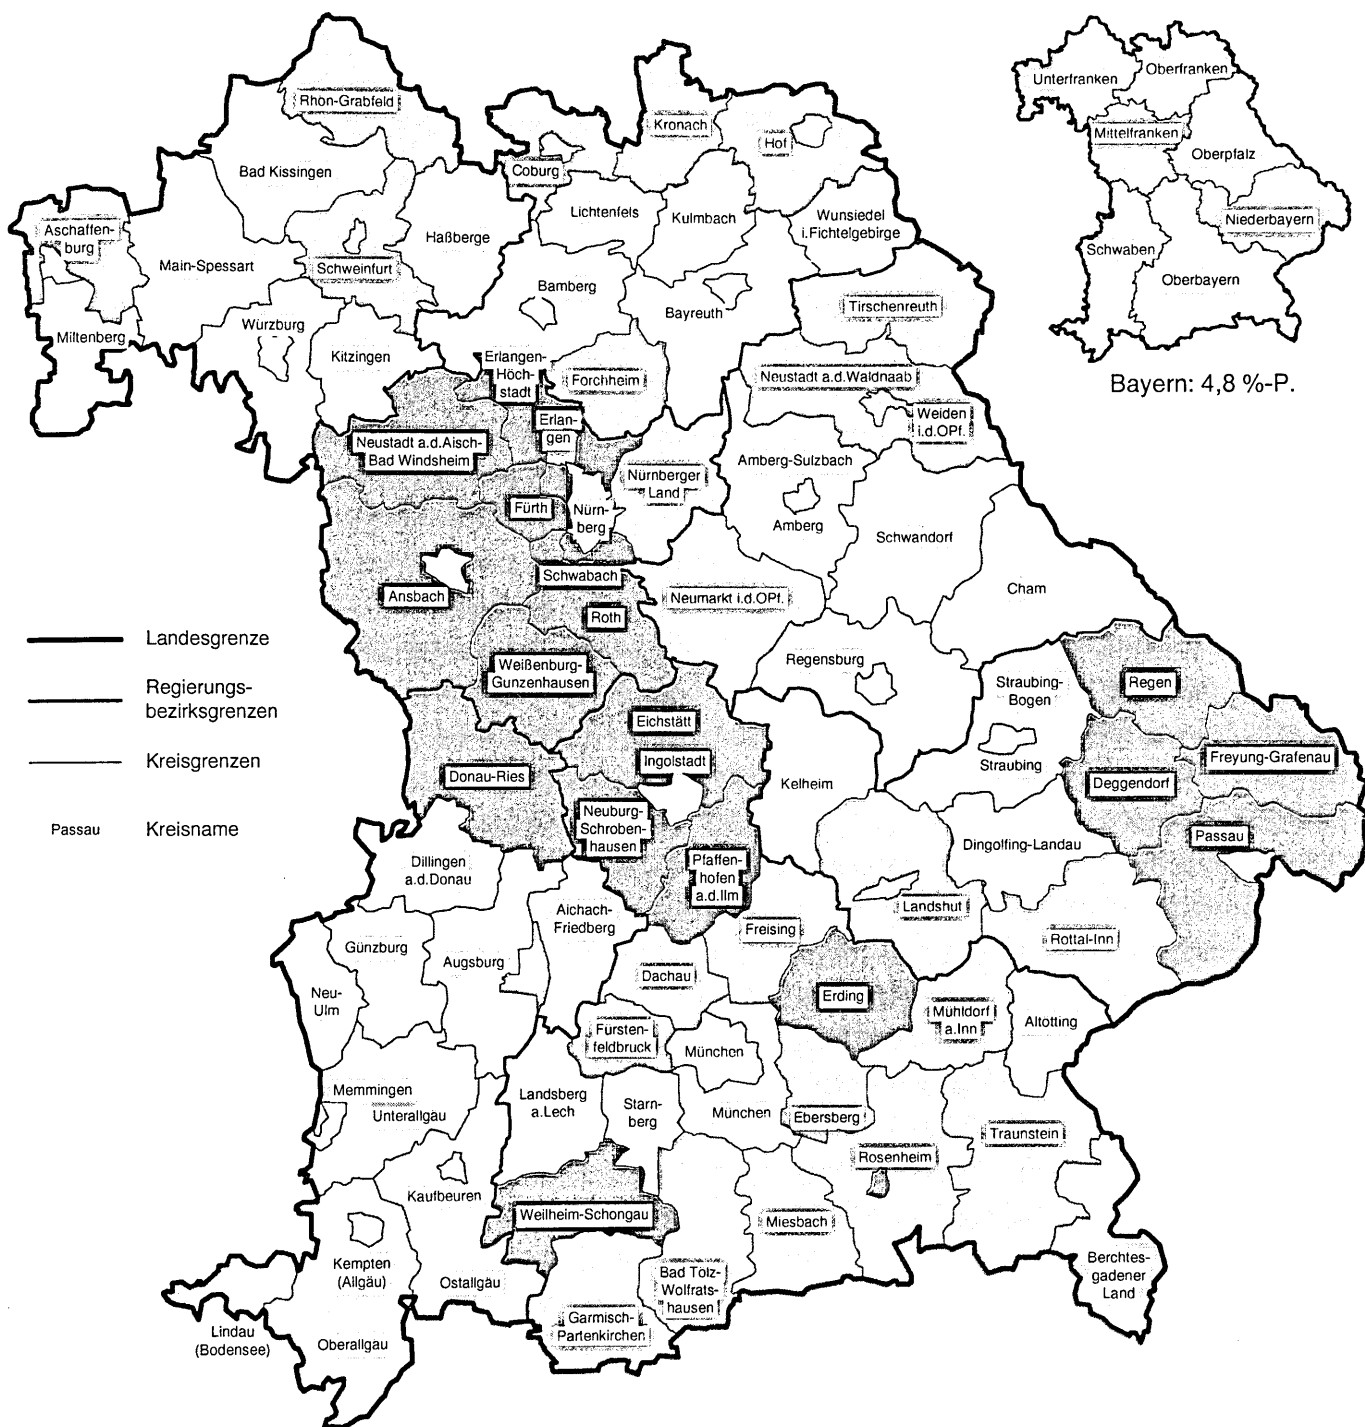 Rhön-Grabfeld
Kronach
Hof
Bad Kissingen
Coburg
Lichtenfels
Kulmbach
Wunsiedel
i.Fichtelgebirge
Aschaffen-
burg
Haßberge
Main-Spessart
Schweinfurt
Bamberg
Bayreuth
Tirschenreuth
Miltenberg
Würzburg
Kitzingen
Erlangen-
Höch-
stadt
Forchheim
Neustadt a.d.Waldnaab
Weiden
i.d.OPf.
Erlan-
gen
Neustadt a.d.Aisch-
Bad Windsheim
Nürnberger
Land
Amberg-Sulzbach
Amberg
Fürth
Nürn-
berg
Schwandorf
Schwabach
Ansbach
Roth
Neumarkt i.d.OPf.
Cham
Weißenburg-
Gunzenhausen
Regensburg
Straubing-
Bogen
Regen
Eichstätt
Ingolstadt
Donau-Ries
Kelheim
Straubing
Deggendorf
Freyung-Grafenau
Neuburg-
Schroben-
hausen
Passau
Dingolfing-Landau
Pfaffen-
hofen
a.d.Ilm
Dillingen
a.d.Donau
Aichach-
Friedberg
Landshut
Freising
Rottal-Inn
Günzburg
Augsburg
Dachau
Erding
Neu-
Ulm
Mühldorf
a.Inn
Altotting
Fürsten-
feldbruck
München
Memmingen
Unterallgäu
Landsberg
a.Lech
Starn-
berg
München
Ebersberg
Traunstein
Rosenheim
Kaufbeuren
Weilheim-Schongau
Miesbach
Kempten
(Allgäu)
Ostallgäu
Bad Tölz-
Wolfrats-
hausen
Berchtes-
gadener
Land
Lindau
(Bodensee)
Oberallgäu
Garmisch-
Partenkirchen
Landesgrenze
Regierungs-
bezirksgrenzen
Kreisgrenzen
Passau Kreisname
Unterfranken
Oberfranken
Mittelfranken
Oberpfalz
Niederbayern
Schwaben
Oberbayern
Bayern: 4,8 %-P.